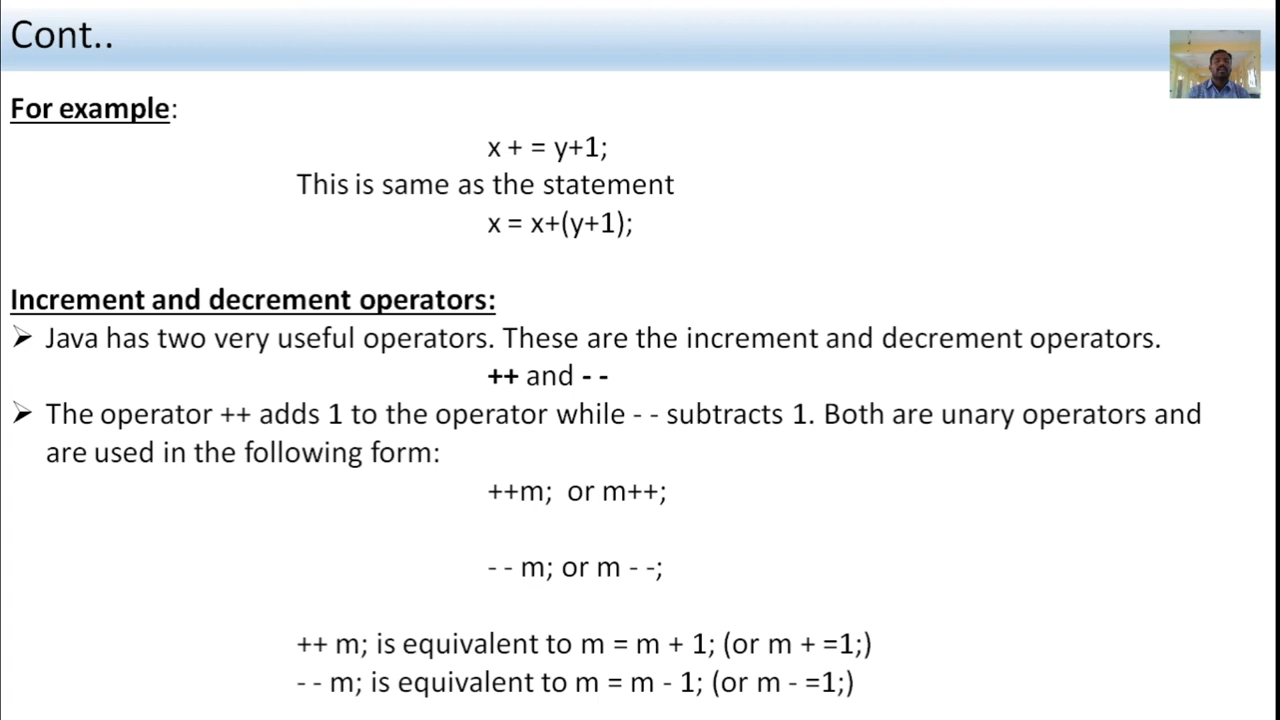 Cont..
For example:
x + = y+1;
This is same as the statement
x = x+(y+1);
Increment and decrement operators:
➢ Java has two very useful operators. These are the increment and decrement operators.
++ and - -
➢ The operator ++ adds 1 to the operator while - - subtracts 1. Both are unary operators and
are used in the following form:
++m; or m++;
- - m; or m - -;
++ m; is equivalent to m = m + 1; (or m + =1;)
- - m; is equivalent to m = m - 1; (or m - =1;)